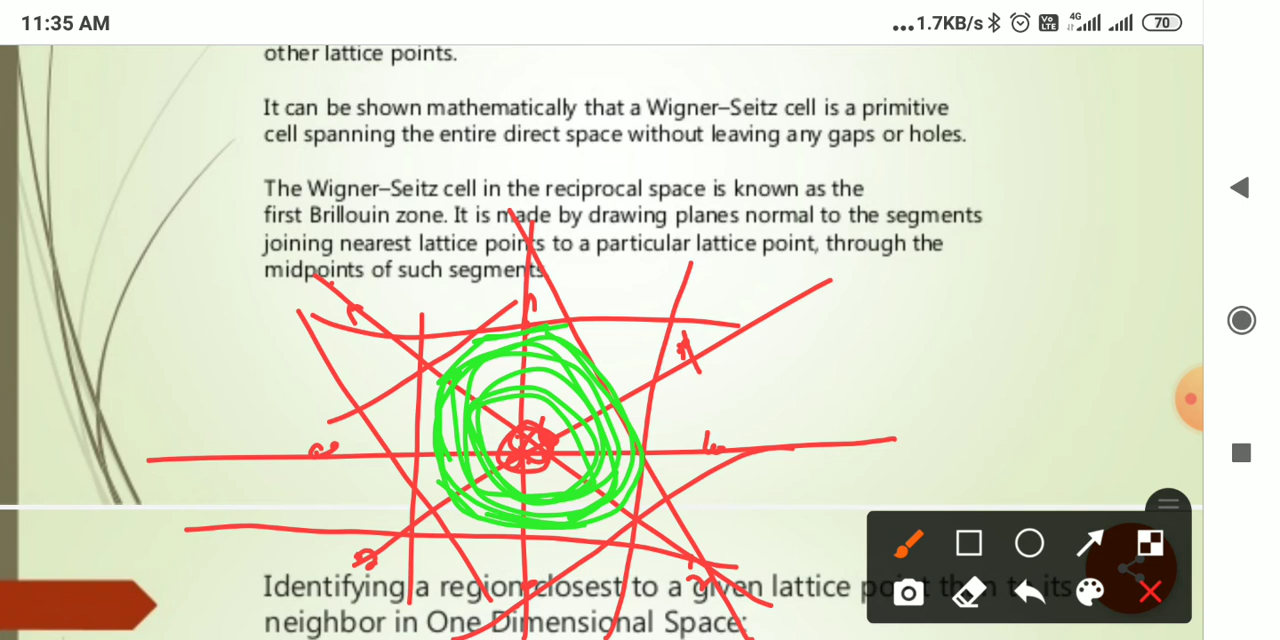 11:35 AM
...1.7KB/s Vo LTE 4G 70
other lattice points.
It can be shown mathematically that a Wigner–Seitz cell is a primitive
cell spanning the entire direct space without leaving any gaps or holes.
The Wigner–Seitz cell in the reciprocal space is known as the
first Brillouin zone. It is made by drawing planes normal to the segments
joining nearest lattice points to a particular lattice point, through the
midpoints of such segments.
Identifying a region closest to a given lattice point than to its
neighbor in One Dimensional Space: